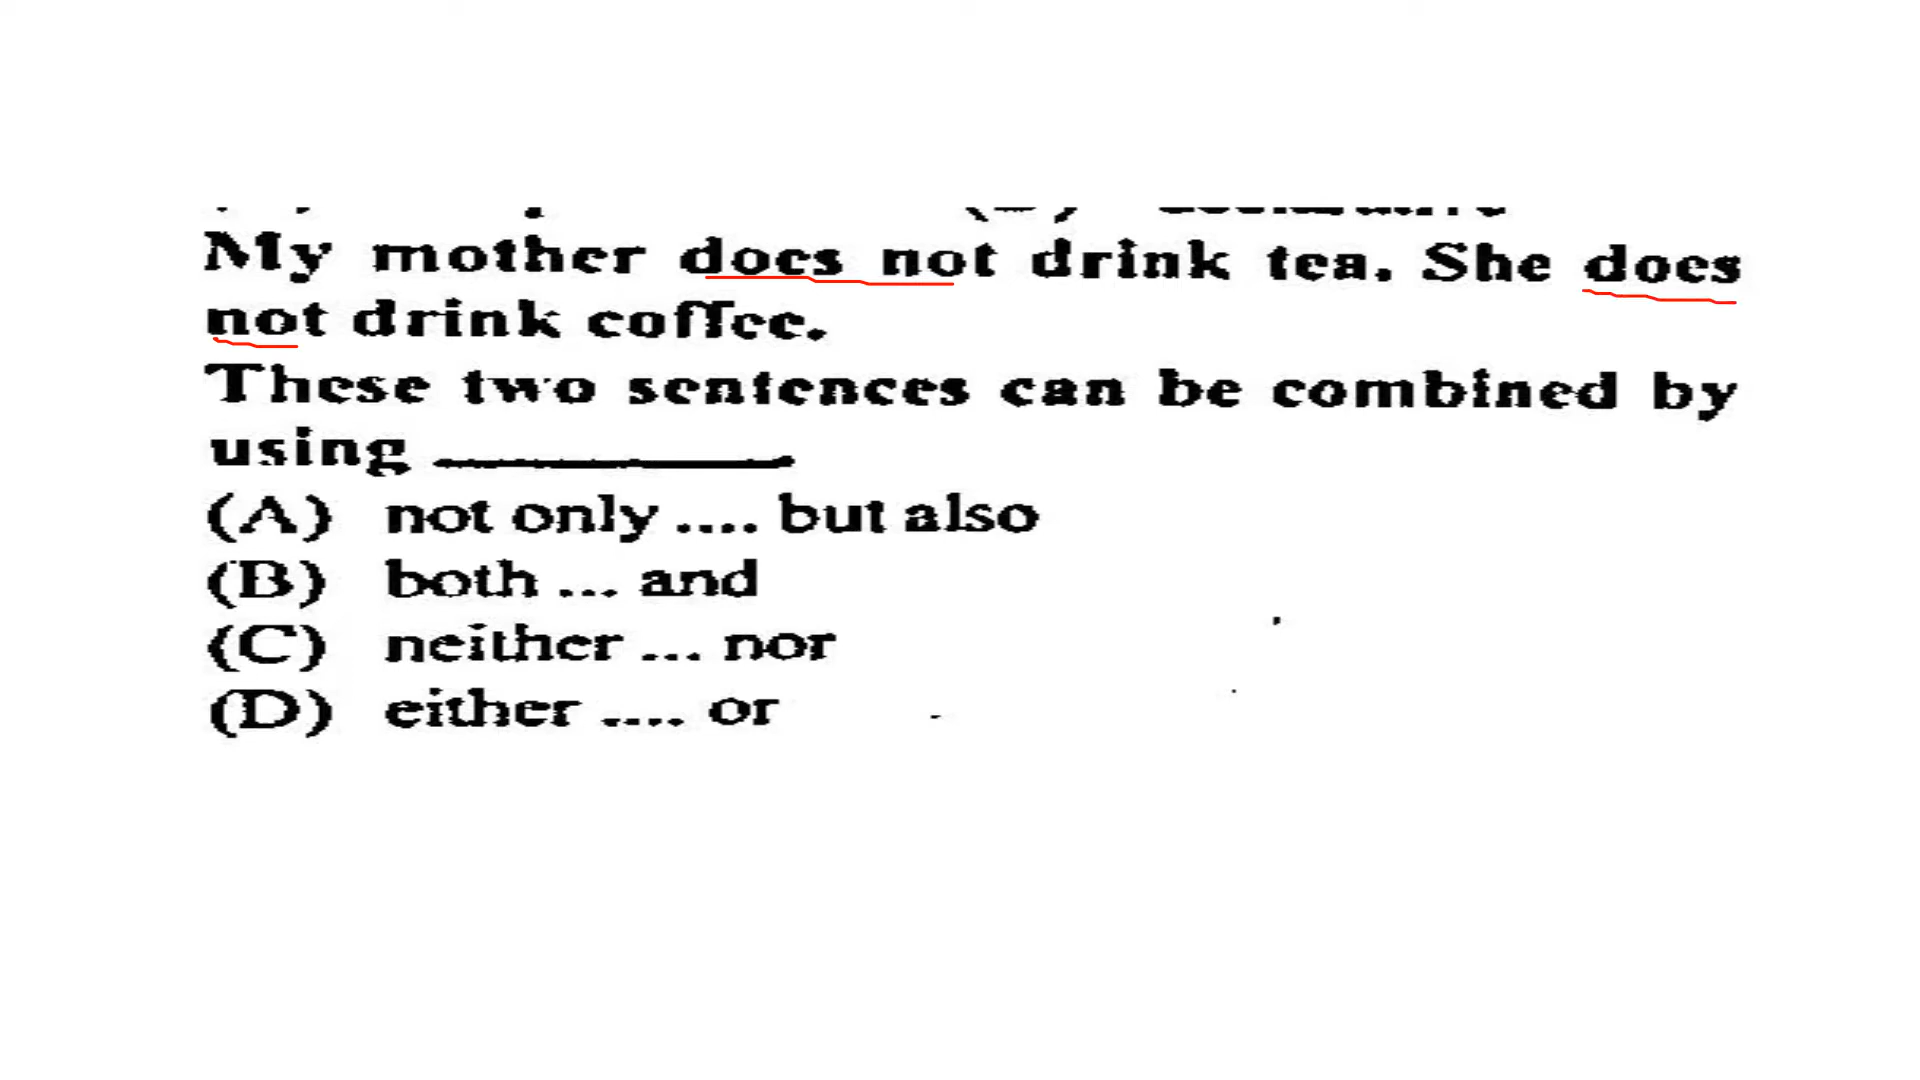 My mother does not drink tea. She does
not drink coffee.
These two sentences can be combined by
using ________
(A) not only .... but also
(B) both ... and
(C) neither ... nor
(D) either .... or